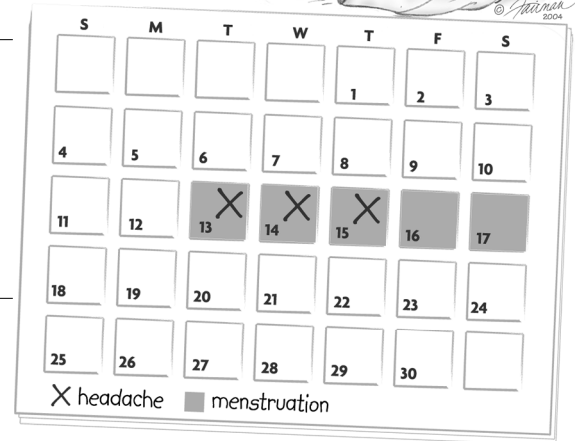 © Fairman
2004
S M T W T F S
1 2 3
4 5 6 7 8 9 10
11 12 13 14 15 16 17
18 19 20 21 22 23 24
25 26 27 28 29 30
headache menstruation